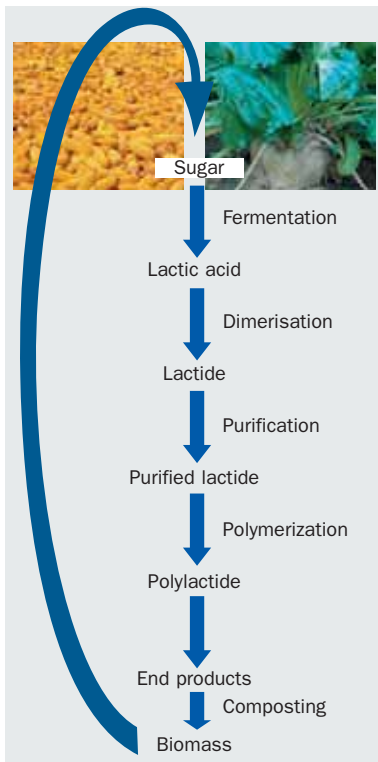 Sugar
Fermentation
Lactic acid
Dimerisation
Lactide
Purification
Purified lactide
Polymerization
Polylactide
End products
Composting
Biomass